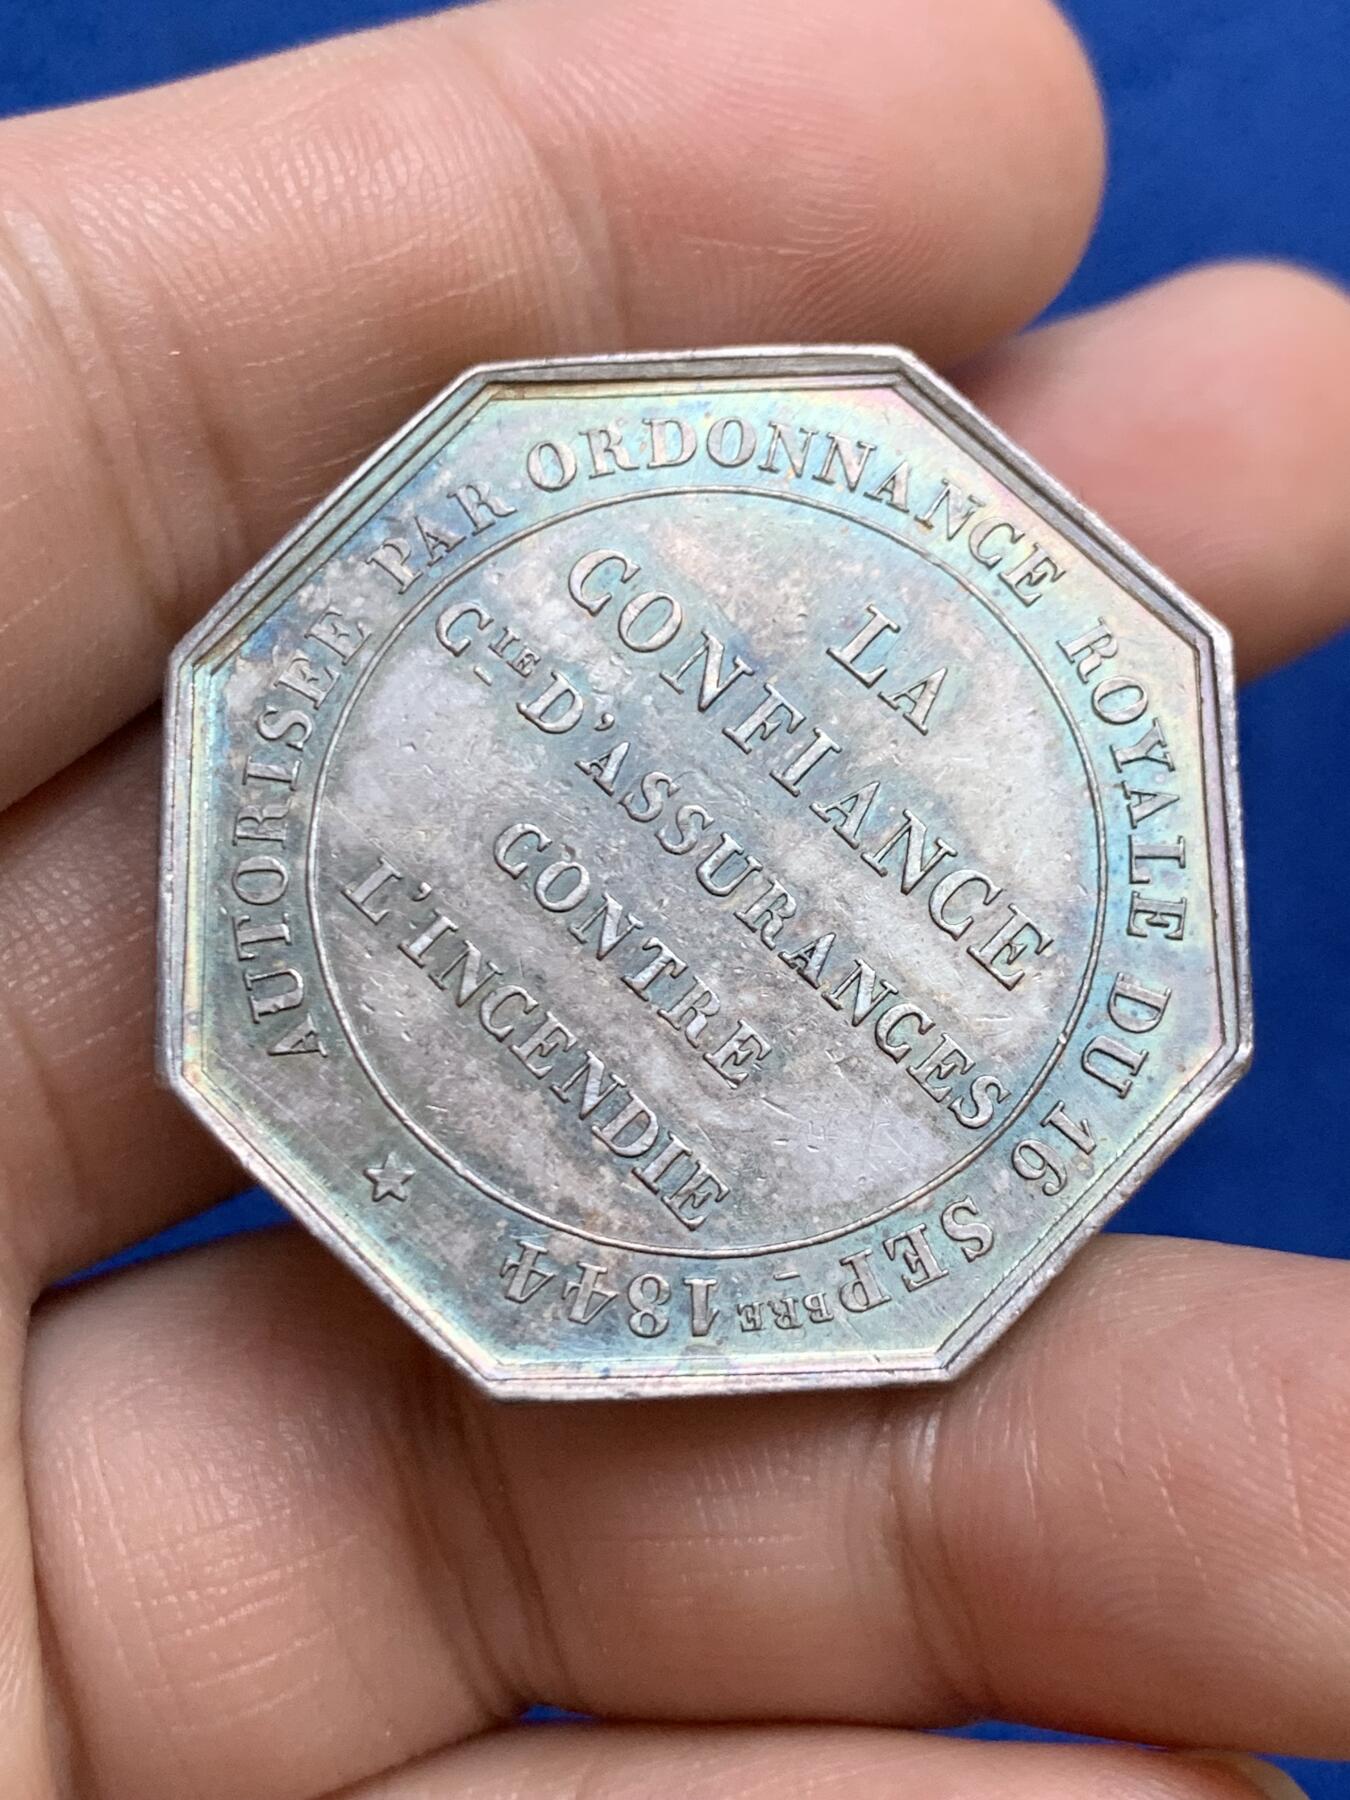 AUTORISÉE PAR ORDONNANCE ROYALE DU 16 SEPBRE 1844
LA
CONFIANCE
CIE D'ASSURANCES
CONTRE
L'INCENDIE